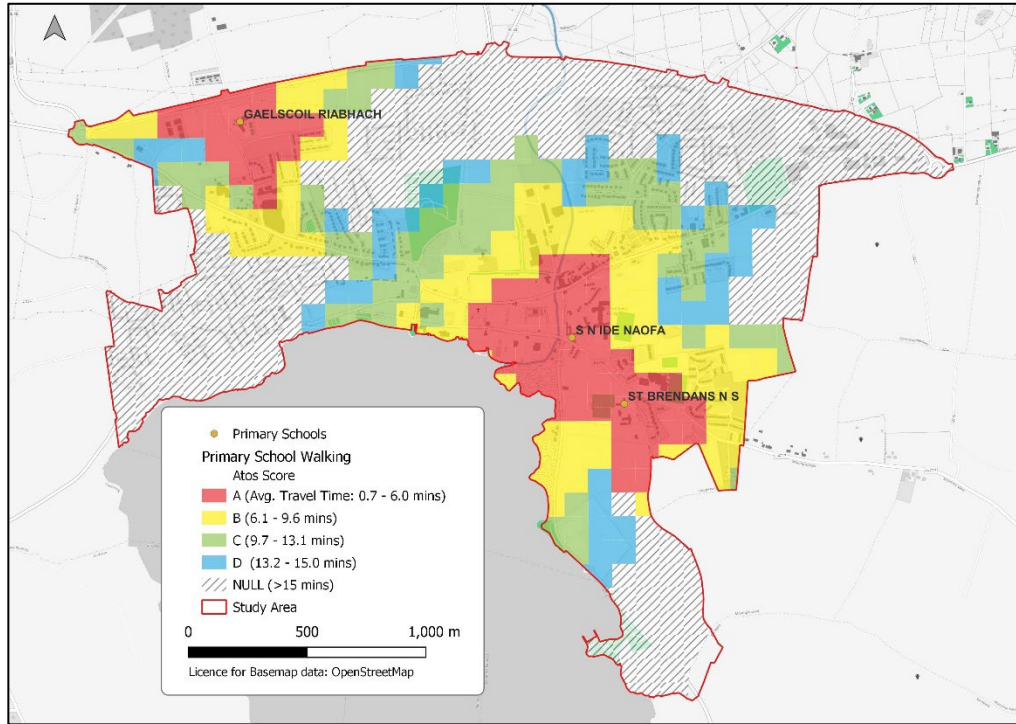 GAELSCOIL RIABHACH
S N IDE NAOFA
ST BRENDANS N S
Primary Schools
Primary School Walking
Atos Score
A (Avg. Travel Time: 0.7 - 6.0 mins)
B (6.1 - 9.6 mins)
C (9.7 - 13.1 mins)
D (13.2 - 15.0 mins)
NULL (>15 mins)
Study Area
0 500 1,000 m
Licence for Basemap data: OpenStreetMap